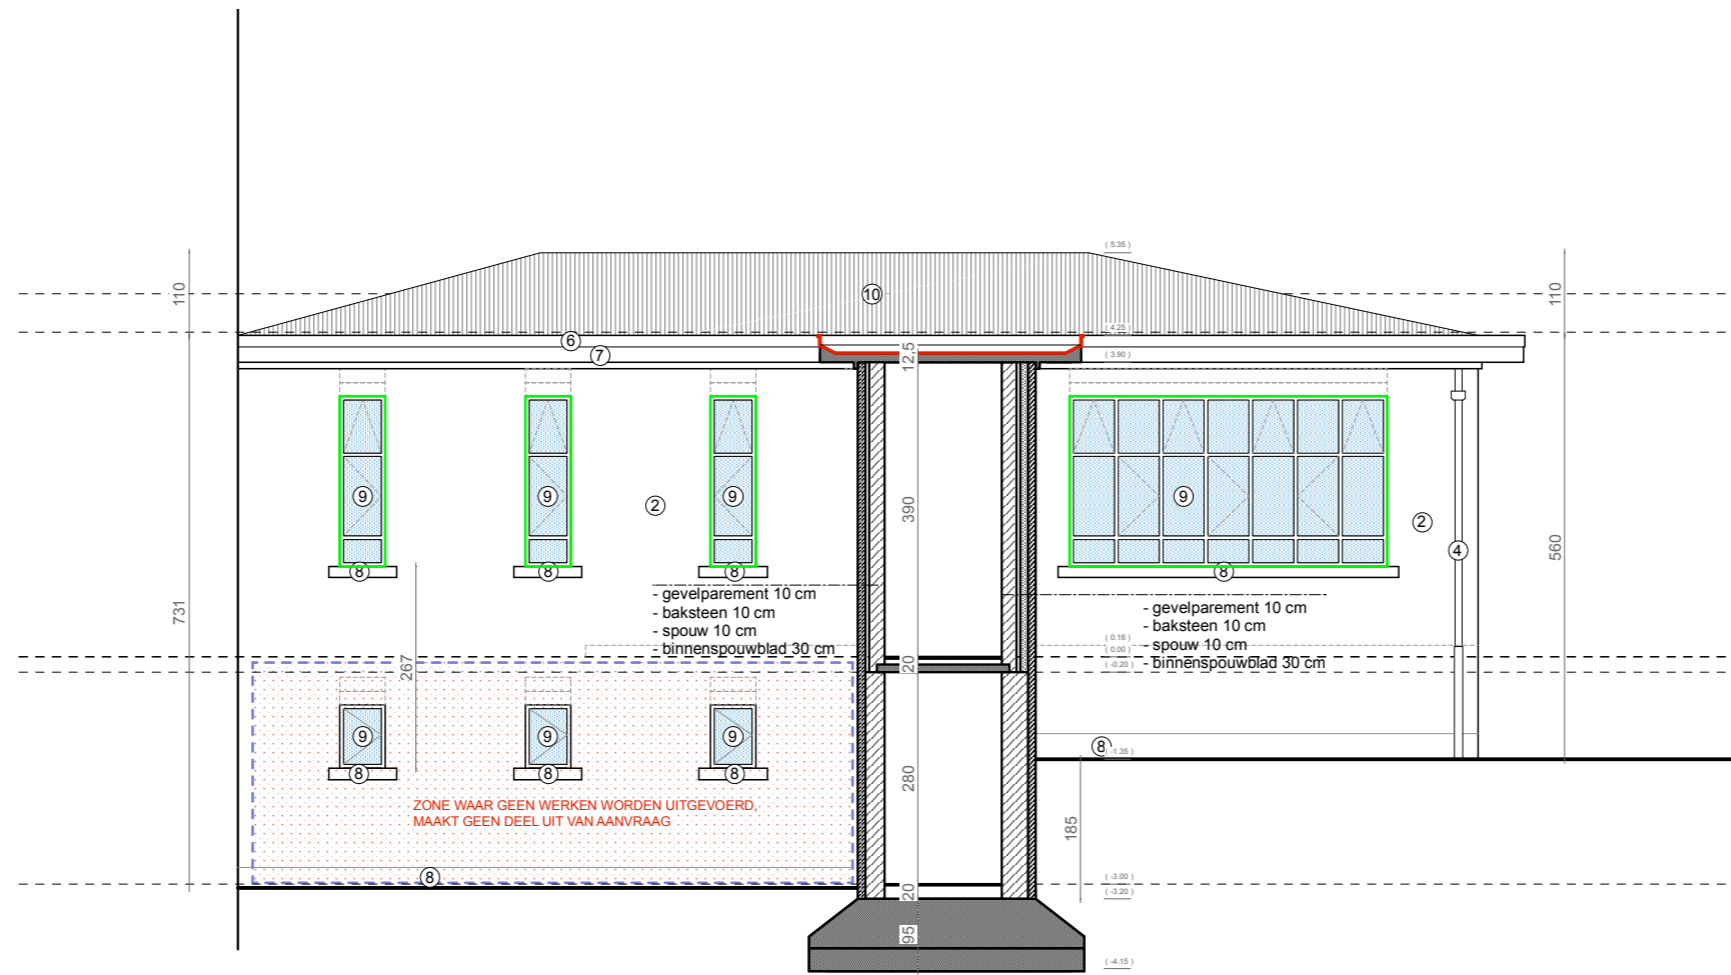 ( 5.35 )
110
10
110
( 4.25 )
6
7
12,5
( 3.90 )
9
9
9
9
2
2
390
4
560
8
8
8
8
- gevelparement 10 cm
- baksteen 10 cm
- spouw 10 cm
- binnenspouwblad 30 cm
- gevelparement 10 cm
- baksteen 10 cm
- spouw 10 cm
- binnenspouwblad 30 cm
731
267
( 0.16 )
( 0.00 )
( -0.20 )
20
9
9
9
8
( -1.35 )
8
8
8
280
ZONE WAAR GEEN WERKEN WORDEN UITGEVOERD,
MAAKT GEEN DEEL UIT VAN AANVRAAG
185
8
( -3.00 )
( -3.20 )
20
95
( -4.15 )